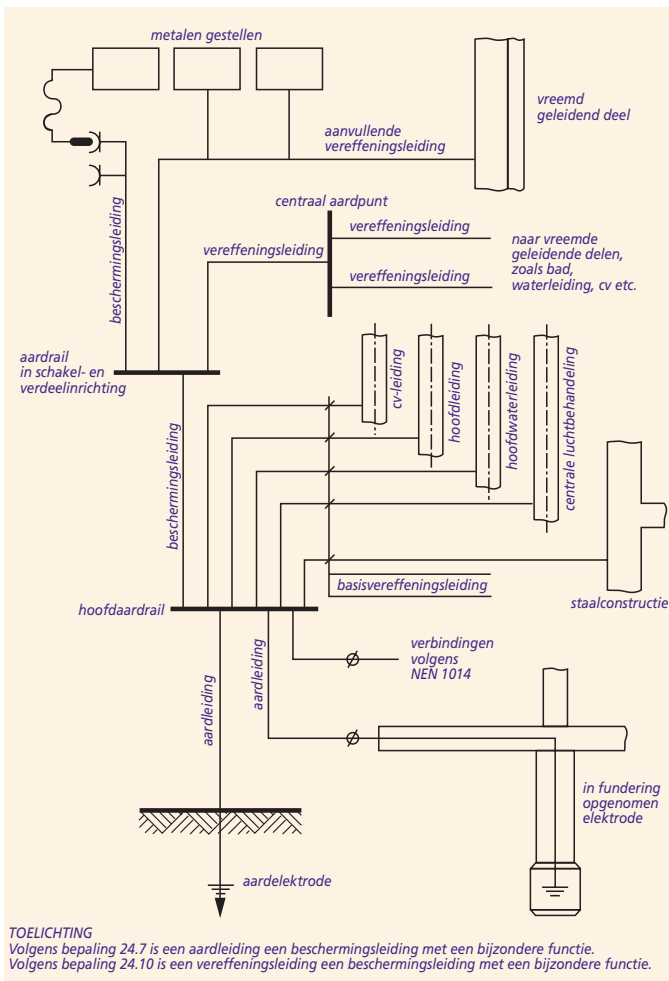 metalen gestellen
vreemd
geleidend deel
aanvullende
vereffeningsleiding
beschermingsleiding
centraal aardpunt
vereffeningsleiding
vereffeningsleiding
vereffeningsleiding
naar vreemde
geleidende delen,
zoals bad,
waterleiding, cv etc.
aardrail
in schakel- en
verdeelinrichting
cv-leiding
hoofdleiding
hoofdwaterleiding
centrale luchtbehandeling
beschermingsleiding
basisvereffeningsleiding
staalconstructie
hoofdaardrail
verbindingen
volgens
NEN 1014
aardleiding
aardleiding
in fundering
opgenomen
elektrode
aardelektrode
TOELICHTING
Volgens bepaling 24.7 is een aardleiding een beschermingsleiding met een bijzondere functie.
Volgens bepaling 24.10 is een vereffeningsleiding een beschermingsleiding met een bijzondere functie.